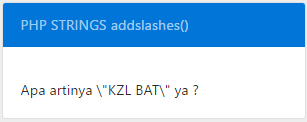 PHP STRINGS addslashes()
Apa artinya \"KZL BAT\" ya ?